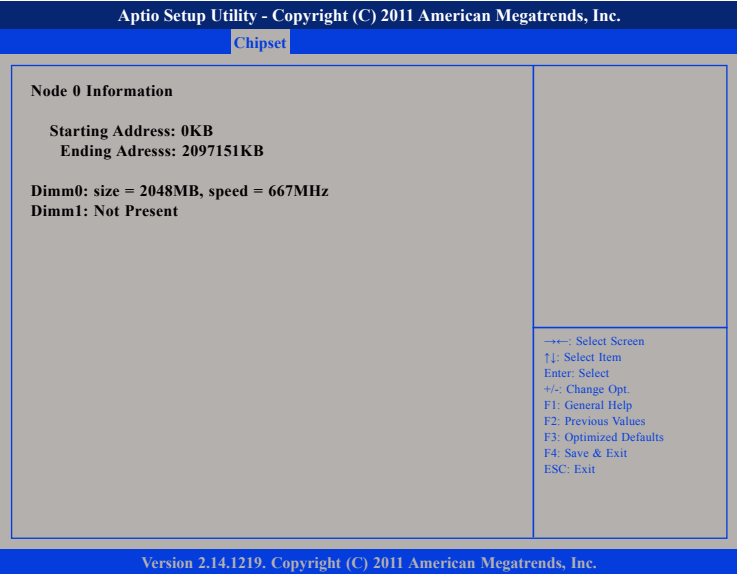 Aptio Setup Utility - Copyright (C) 2011 American Megatrends, Inc.
Chipset
Node 0 Information
Starting Address: 0KB
Ending Adresss: 2097151KB
Dimm0: size = 2048MB, speed = 667MHz
Dimm1: Not Present
→←: Select Screen
↑↓: Select Item
Enter: Select
+/-: Change Opt.
F1: General Help
F2: Previous Values
F3: Optimized Defaults
F4: Save & Exit
ESC: Exit
Version 2.14.1219. Copyright (C) 2011 American Megatrends, Inc.